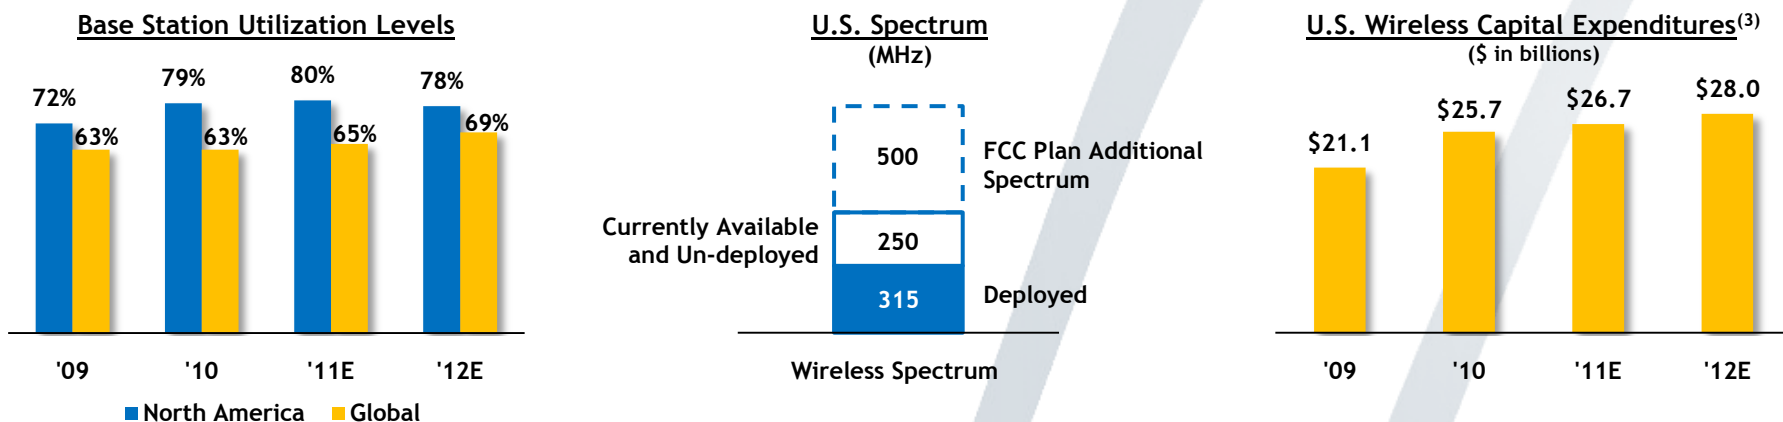 Base Station Utilization Levels
72%
63%
79%
63%
80%
65%
78%
69%
'09
'10
'11E
'12E
North America
Global
U.S. Spectrum
(MHz)
500
FCC Plan Additional
Spectrum
Currently Available
and Un-deployed
250
315
Deployed
Wireless Spectrum
U.S. Wireless Capital Expenditures(3)
($ in billions)
$21.1
$25.7
$26.7
$28.0
'09
'10
'11E
'12E